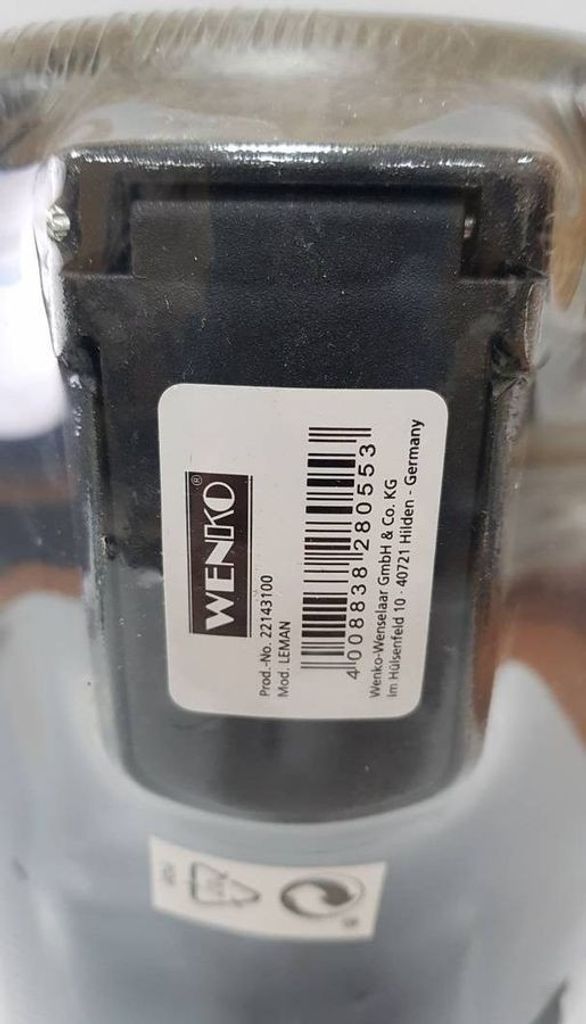 WENKO®
Prod.-No. 22143100
Mod. LEMAN
4 008838 280553
Wenko-Wenselaar GmbH & Co. KG
Im Hülsenfeld 10 · 40721 Hilden - Germany